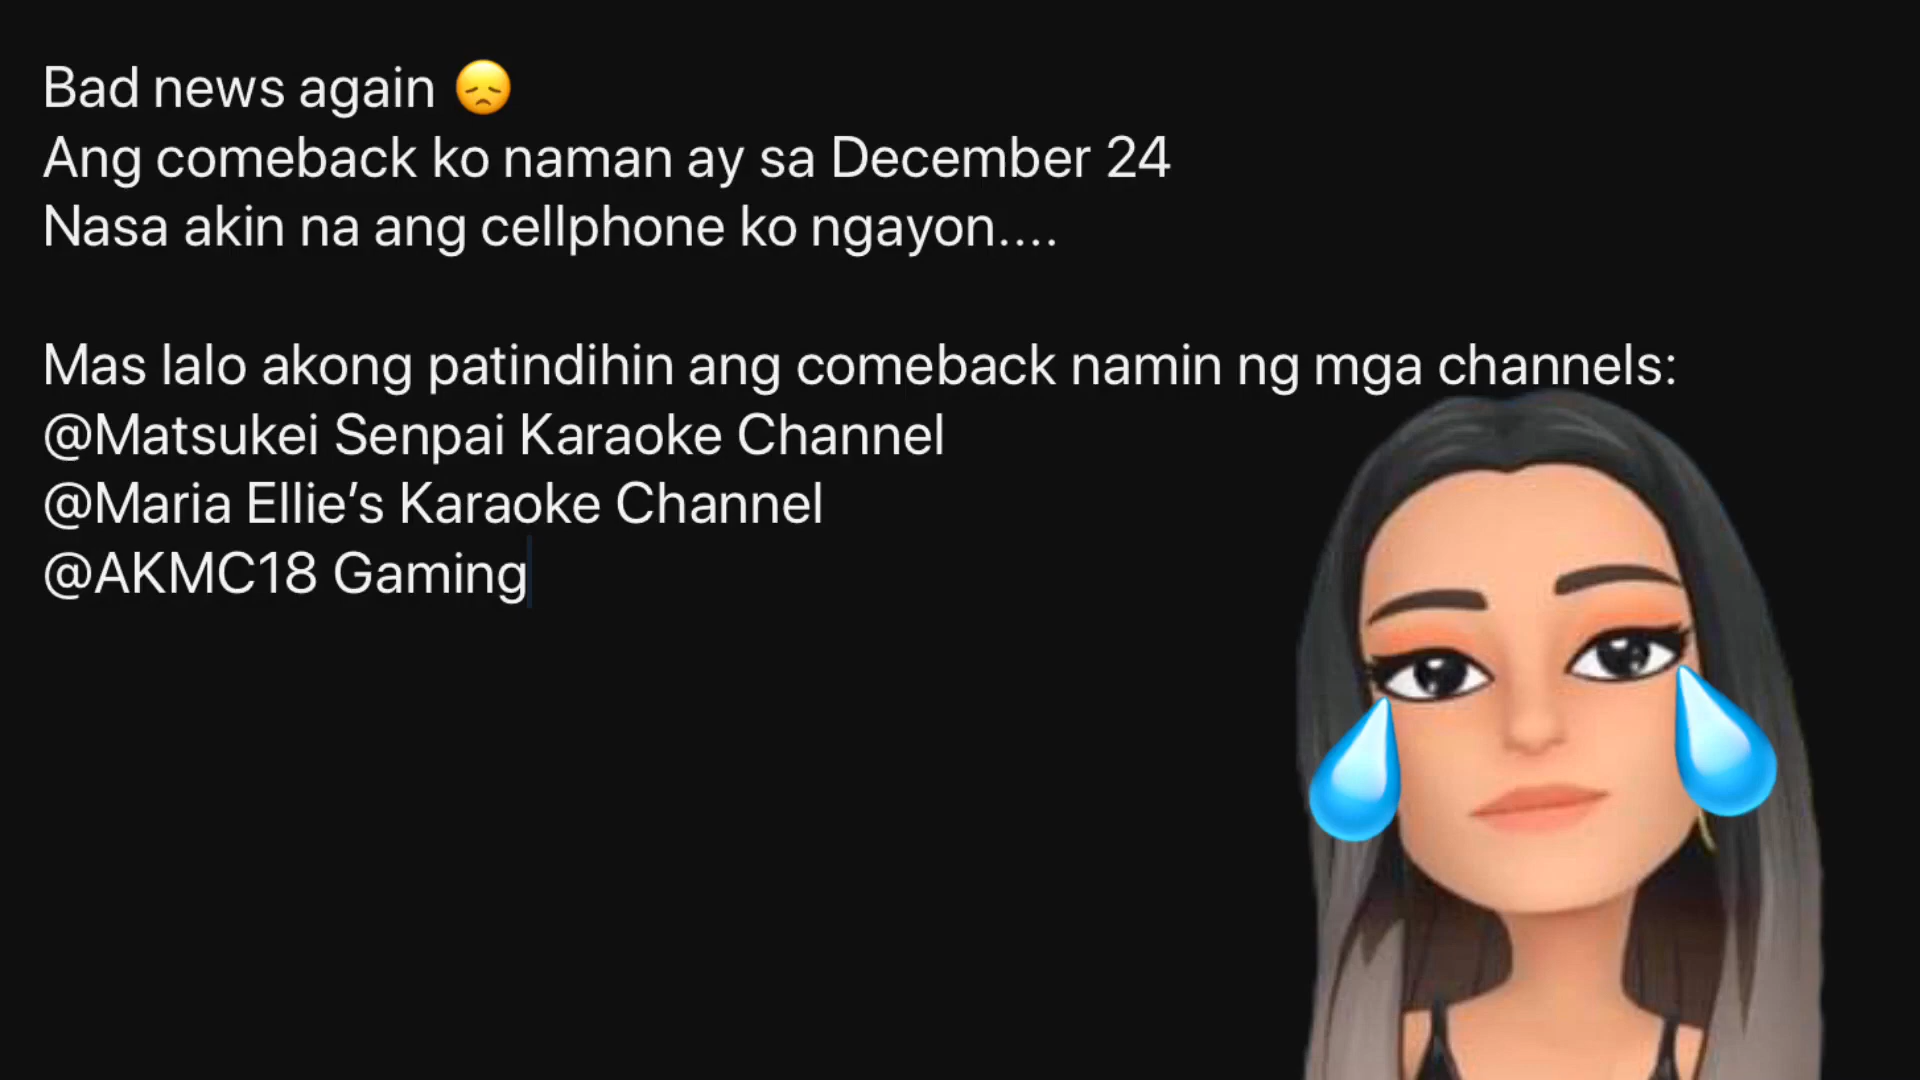 Bad news again 😞
Ang comeback ko naman ay sa December 24
Nasa akin na ang cellphone ko ngayon....
Mas lalo akong patindihin ang comeback namin ng mga channels:
@Matsukei Senpai Karaoke Channel
@Maria Ellie’s Karaoke Channel
@AKMC18 Gaming